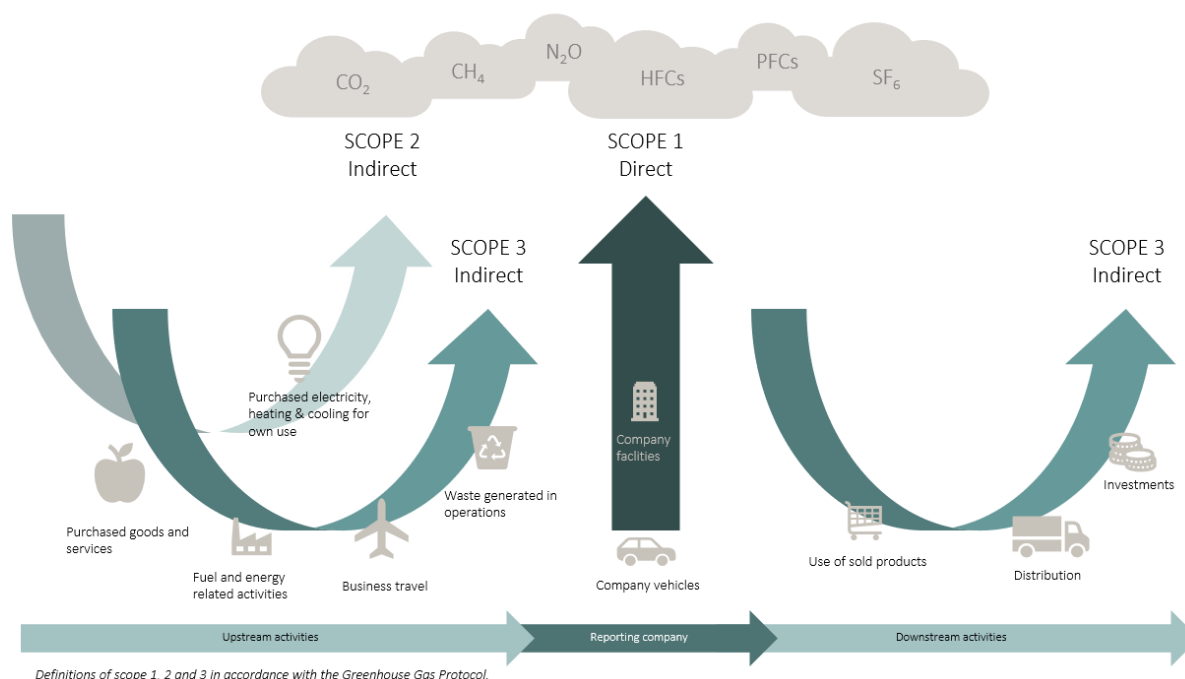 CO₂
CH₄
N₂O
HFCs
PFCs
SF₆
SCOPE 2
Indirect
SCOPE 1
Direct
SCOPE 3
Indirect
SCOPE 3
Indirect
Purchased electricity,
heating & cooling for
own use
Purchased goods and
services
Fuel and energy
related activities
Business travel
Waste generated in
operations
Company
faclities
Company vehicles
Use of sold products
Distribution
Investments
Upstream activities
Reporting company
Downstream activities
Definitions of scope 1, 2 and 3 in accordance with the Greenhouse Gas Protocol.